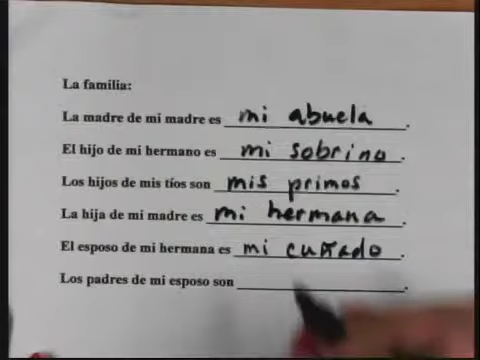 La familia:
La madre de mi madre es mi abuela.
El hijo de mi hermano es mi sobrino.
Los hijos de mis tíos son mis primos.
La hija de mi madre es mi hermana.
El esposo de mi hermana es mi cuñado.
Los padres de mi esposo son ________________.